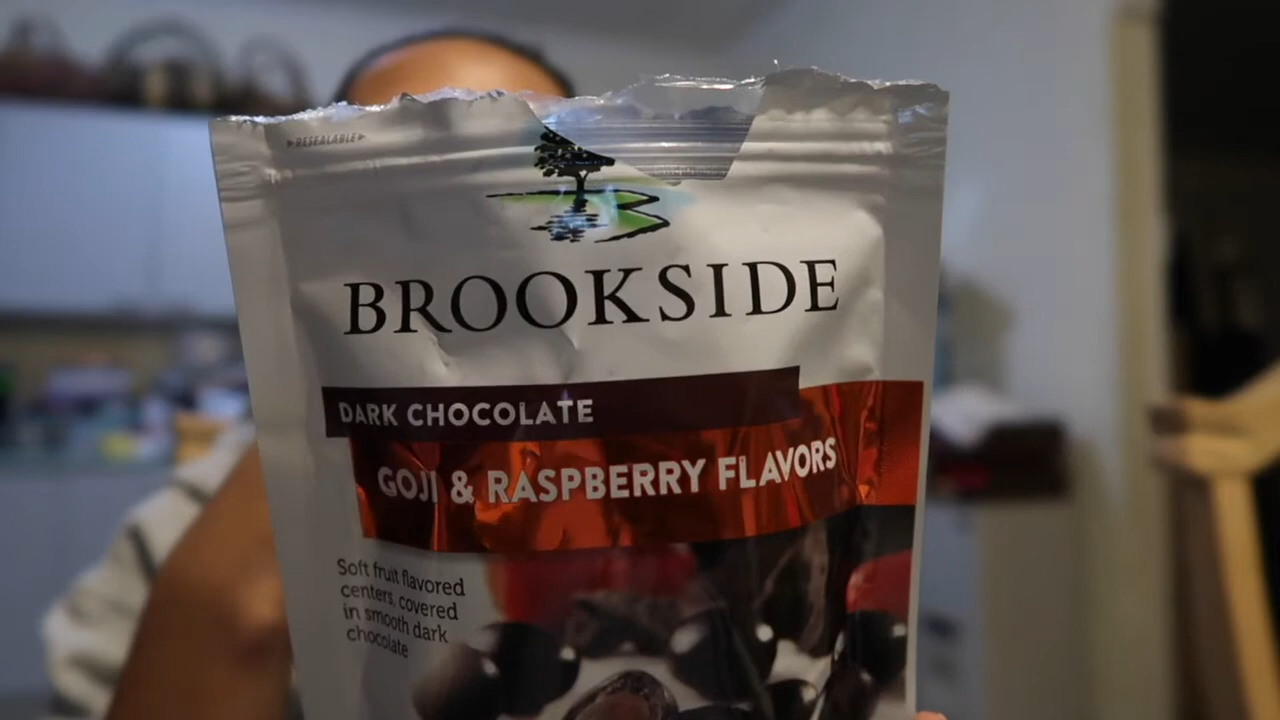 RESEALABLE
BROOKSIDE
DARK CHOCOLATE
GOJI & RASPBERRY FLAVORS
Soft fruit flavored
centers, covered
in smooth dark
chocolate